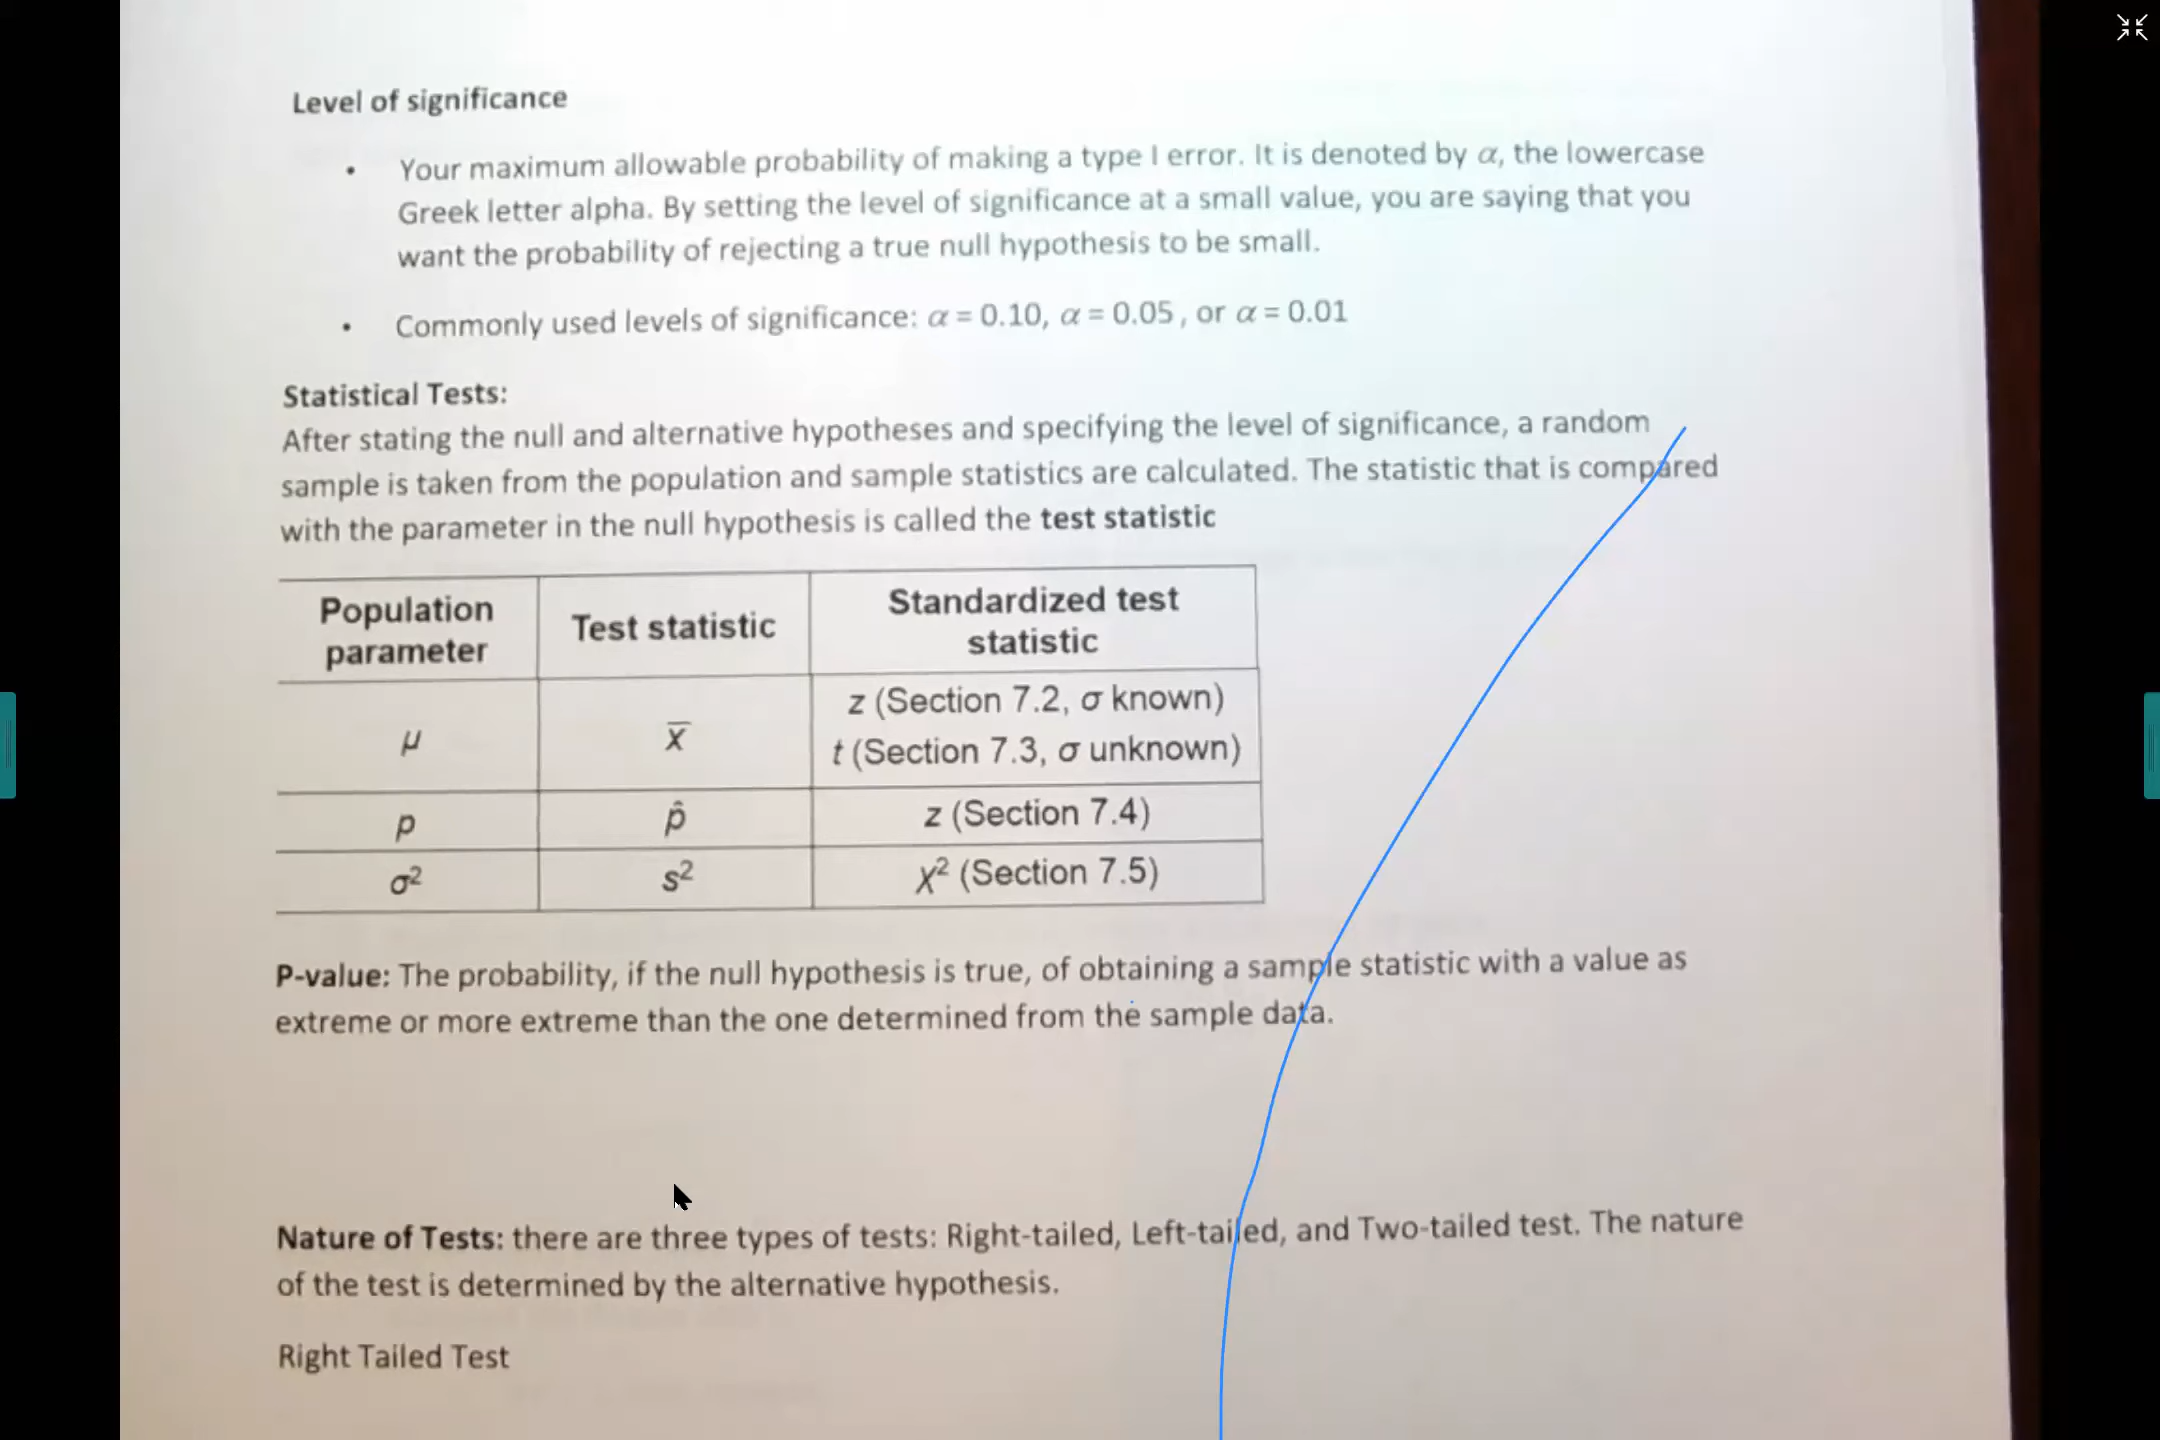 Level of significance
• Your maximum allowable probability of making a type I error. It is denoted by α, the lowercase
Greek letter alpha. By setting the level of significance at a small value, you are saying that you
want the probability of rejecting a true null hypothesis to be small.
• Commonly used levels of significance: α = 0.10, α = 0.05 , or α = 0.01
Statistical Tests:
After stating the null and alternative hypotheses and specifying the level of significance, a random
sample is taken from the population and sample statistics are calculated. The statistic that is compared
with the parameter in the null hypothesis is called the test statistic
Population parameter | Test statistic | Standardized test statistic
μ | x̅ | z (Section 7.2, σ known)
t (Section 7.3, σ unknown)
p | p̂ | z (Section 7.4)
σ² | s² | χ² (Section 7.5)
P-value: The probability, if the null hypothesis is true, of obtaining a sample statistic with a value as
extreme or more extreme than the one determined from the sample data.
Nature of Tests: there are three types of tests: Right-tailed, Left-tailed, and Two-tailed test. The nature
of the test is determined by the alternative hypothesis.
Right Tailed Test